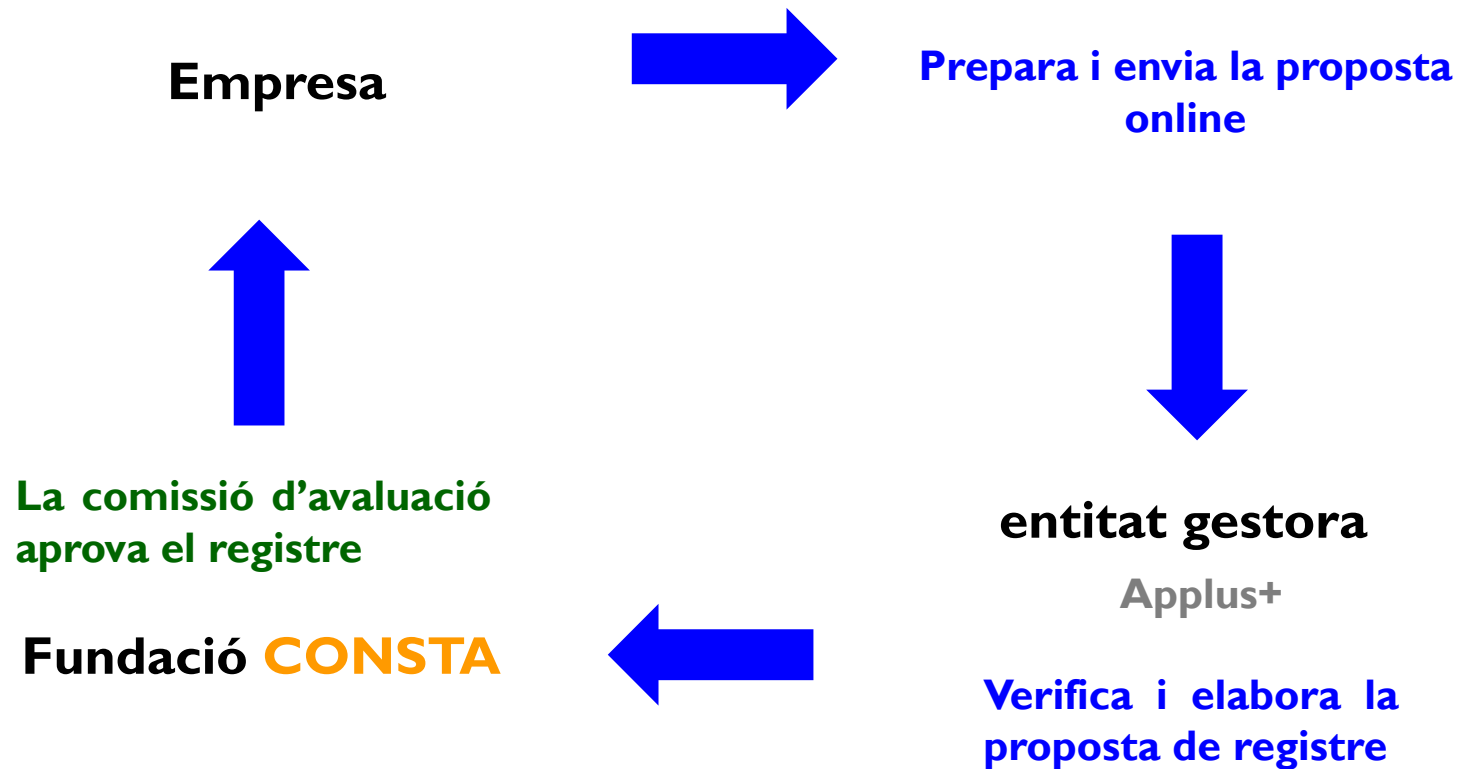 Empresa
Prepara i envia la proposta
online
La comissió d’avaluació
aprova el registre
Fundació CONSTA
entitat gestora
Applus+
Verifica i elabora la
proposta de registre